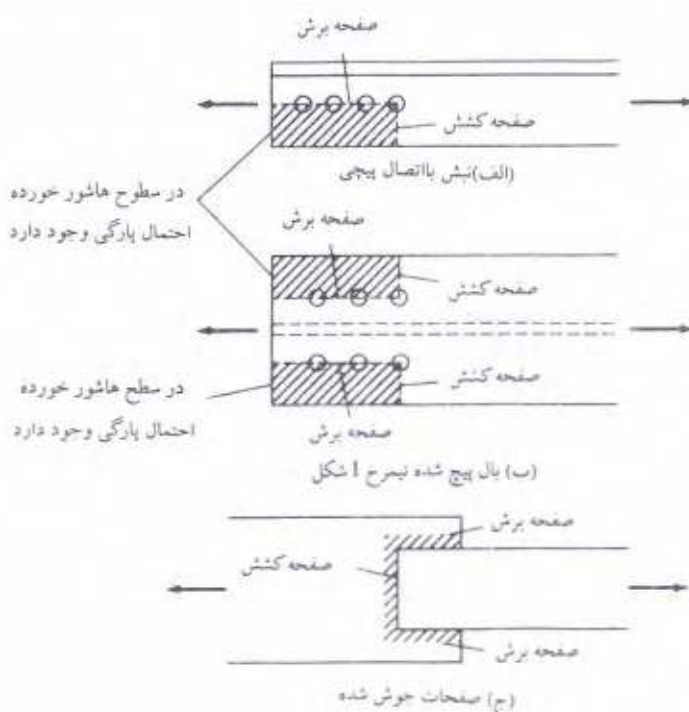 صفحه برش
صفحه کشش
(الف) نبش بااتصال پیچی
در سطوح هاشور خورده
احتمال پارگی وجود دارد
صفحه برش
صفحه کشش
صفحه کشش
در سطح هاشور خورده
احتمال پارگی وجود دارد
صفحه برش
(ب) بال پیچ شده نیمرخ I شکل
صفحه برش
صفحه کشش
صفحه برش
(ج) صفحات جوش شده